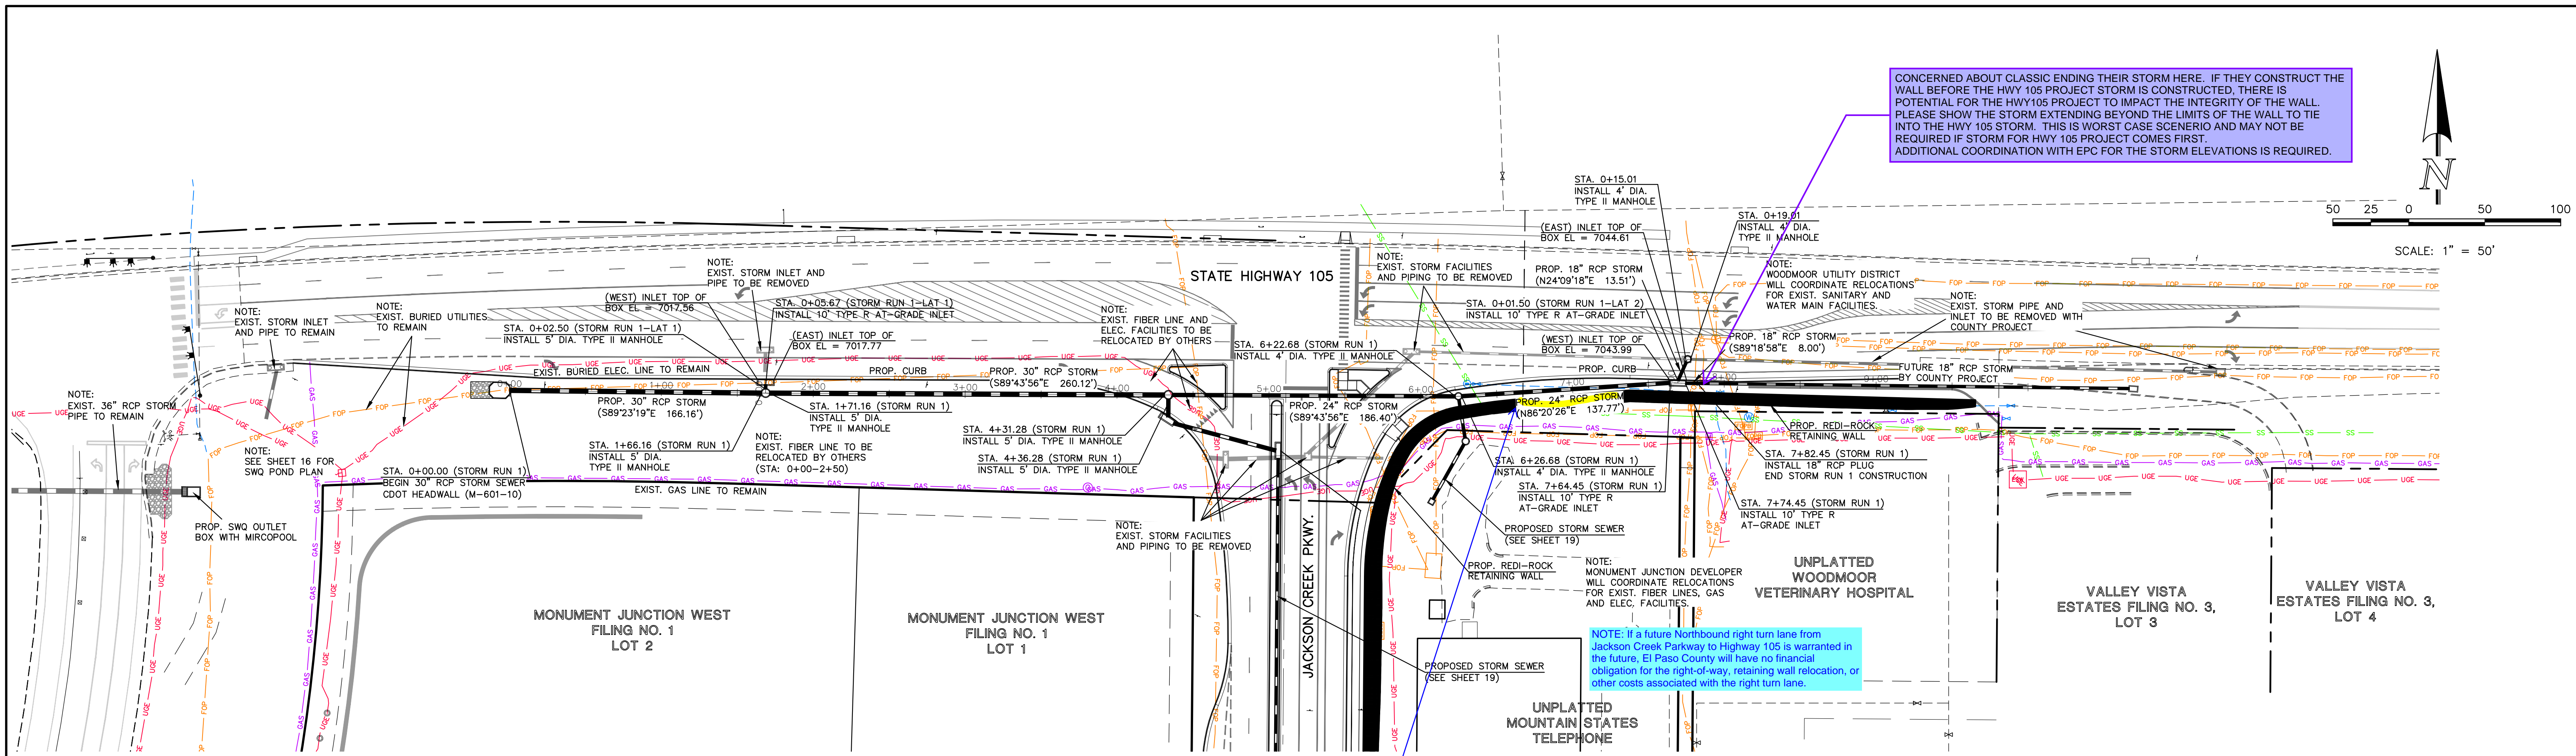 CONCERNED ABOUT CLASSIC ENDING THEIR STORM HERE. IF THEY CONSTRUCT THE
WALL BEFORE THE HWY 105 PROJECT STORM IS CONSTRUCTED, THERE IS
POTENTIAL FOR THE HWY105 PROJECT TO IMPACT THE INTEGRITY OF THE WALL.
PLEASE SHOW THE STORM EXTENDING BEYOND THE LIMITS OF THE WALL TO TIE
INTO THE HWY 105 STORM. THIS IS WORST CASE SCENERIO AND MAY NOT BE
REQUIRED IF STORM FOR HWY 105 PROJECT COMES FIRST.
ADDITIONAL COORDINATION WITH EPC FOR THE STORM ELEVATIONS IS REQUIRED.
N
50 25 0 50 100
SCALE: 1" = 50'
STA. 0+15.01
INSTALL 4' DIA.
TYPE II MANHOLE
STA. 0+19.01
INSTALL 4' DIA.
TYPE II MANHOLE
(EAST) INLET TOP OF
BOX EL = 7044.61
STATE HIGHWAY 105
NOTE:
EXIST. STORM FACILITIES
AND PIPING TO BE REMOVED
PROP. 18" RCP STORM
(N24°09'18"E 13.51')
NOTE:
WOODMOOR UTILITY DISTRICT
WILL COORDINATE RELOCATIONS
FOR EXIST. SANITARY AND
WATER MAIN FACILITIES.
NOTE:
EXIST. STORM INLET AND
PIPE TO BE REMOVED
NOTE:
EXIST. STORM PIPE AND
INLET TO BE REMOVED WITH
COUNTY PROJECT
(WEST) INLET TOP OF
BOX EL = 7017.56
STA. 0+05.67 (STORM RUN 1-LAT 1)
INSTALL 10' TYPE R AT-GRADE INLET
STA. 0+01.50 (STORM RUN 1-LAT 2)
INSTALL 10' TYPE R AT-GRADE INLET
NOTE:
EXIST. BURIED UTILITIES
TO REMAIN
NOTE:
EXIST. STORM INLET
AND PIPE TO REMAIN
STA. 0+02.50 (STORM RUN 1-LAT 1)
INSTALL 5' DIA. TYPE II MANHOLE
(EAST) INLET TOP OF
BOX EL = 7017.77
NOTE:
EXIST. FIBER LINE AND
ELEC. FACILITIES TO BE
RELOCATED BY OTHERS
STA. 6+22.68 (STORM RUN 1)
INSTALL 4' DIA. TYPE II MANHOLE
(WEST) INLET TOP OF
BOX EL = 7043.99
PROP. 18" RCP STORM
(S89°18'58"E 8.00')
EXIST. BURIED ELEC. LINE TO REMAIN
PROP. CURB
PROP. 30" RCP STORM
(S89°43'56"E 260.12')
PROP. CURB
FUTURE 18" RCP STORM
BY COUNTY PROJECT
0+00
1+00
2+00
3+00
4+00
5+00
6+00
7+00
8+00
9+00
NOTE:
EXIST. 36" RCP STORM
PIPE TO REMAIN
PROP. 30" RCP STORM
(S89°23'19"E 166.16')
STA. 1+71.16 (STORM RUN 1)
INSTALL 5' DIA.
TYPE II MANHOLE
PROP. 24" RCP STORM
(S89°43'56"E 186.40')
PROP. 24" RCP STORM
(N86°20'26"E 137.77')
PROP. REDI-ROCK
RETAINING WALL
STA. 1+66.16 (STORM RUN 1)
INSTALL 5' DIA.
TYPE II MANHOLE
NOTE:
EXIST. FIBER LINE TO BE
RELOCATED BY OTHERS
(STA: 0+00-2+50)
STA. 4+31.28 (STORM RUN 1)
INSTALL 5' DIA. TYPE II MANHOLE
STA. 4+36.28 (STORM RUN 1)
INSTALL 5' DIA. TYPE II MANHOLE
NOTE:
SEE SHEET 16 FOR
SWQ POND PLAN
STA. 0+00.00 (STORM RUN 1)
BEGIN 30" RCP STORM SEWER
CDOT HEADWALL (M-601-10)
EXIST. GAS LINE TO REMAIN
STA. 6+26.68 (STORM RUN 1)
INSTALL 4' DIA. TYPE II MANHOLE
STA. 7+64.45 (STORM RUN 1)
INSTALL 10' TYPE R
AT-GRADE INLET
STA. 7+82.45 (STORM RUN 1)
INSTALL 18" RCP PLUG
END STORM RUN 1 CONSTRUCTION
STA. 7+74.45 (STORM RUN 1)
INSTALL 10' TYPE R
AT-GRADE INLET
PROP. SWQ OUTLET
BOX WITH MIRCOPOOL
NOTE:
EXIST. STORM FACILITIES
AND PIPING TO BE REMOVED
PROPOSED STORM SEWER
(SEE SHEET 19)
PROP. REDI-ROCK
RETAINING WALL
NOTE:
MONUMENT JUNCTION DEVELOPER
WILL COORDINATE RELOCATIONS
FOR EXIST. FIBER LINES, GAS
AND ELEC. FACILITIES.
JACKSON CREEK PKWY.
MONUMENT JUNCTION WEST
FILING NO. 1
LOT 2
MONUMENT JUNCTION WEST
FILING NO. 1
LOT 1
UNPLATTED
WOODMOOR
VETERINARY HOSPITAL
VALLEY VISTA
ESTATES FILING NO. 3,
LOT 3
VALLEY VISTA
ESTATES FILING NO. 3,
LOT 4
NOTE: If a future Northbound right turn lane from
Jackson Creek Parkway to Highway 105 is warranted in
the future, El Paso County will have no financial
obligation for the right-of-way, retaining wall relocation, or
other costs associated with the right turn lane.
PROPOSED STORM SEWER
(SEE SHEET 19)
UNPLATTED
MOUNTAIN STATES
TELEPHONE
UGE
FOP
GAS
SS
W